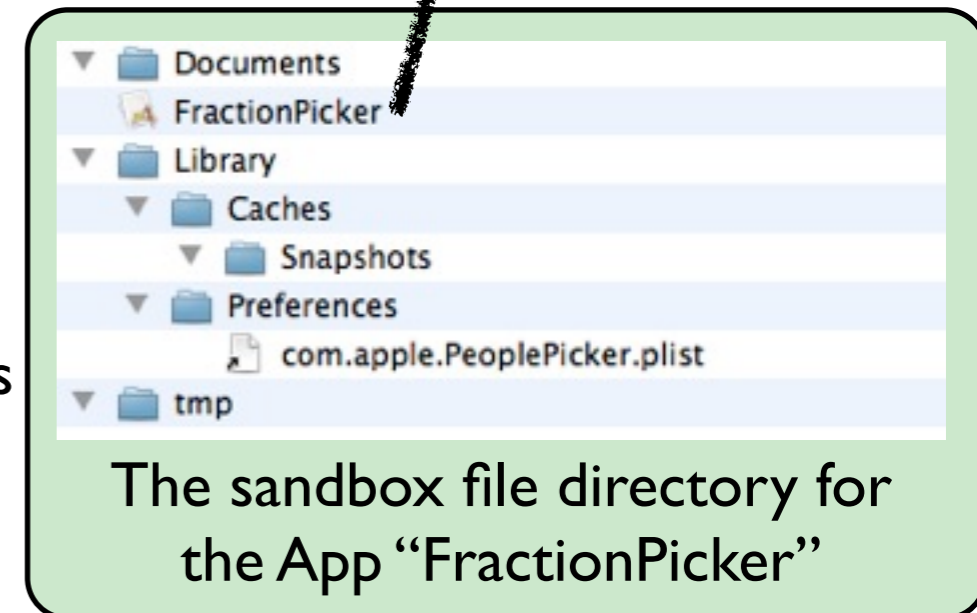 Documents
FractionPicker
Library
Caches
Snapshots
Preferences
com.apple.PeoplePicker.plist
s
tmp
The sandbox file directory for
the App “FractionPicker”